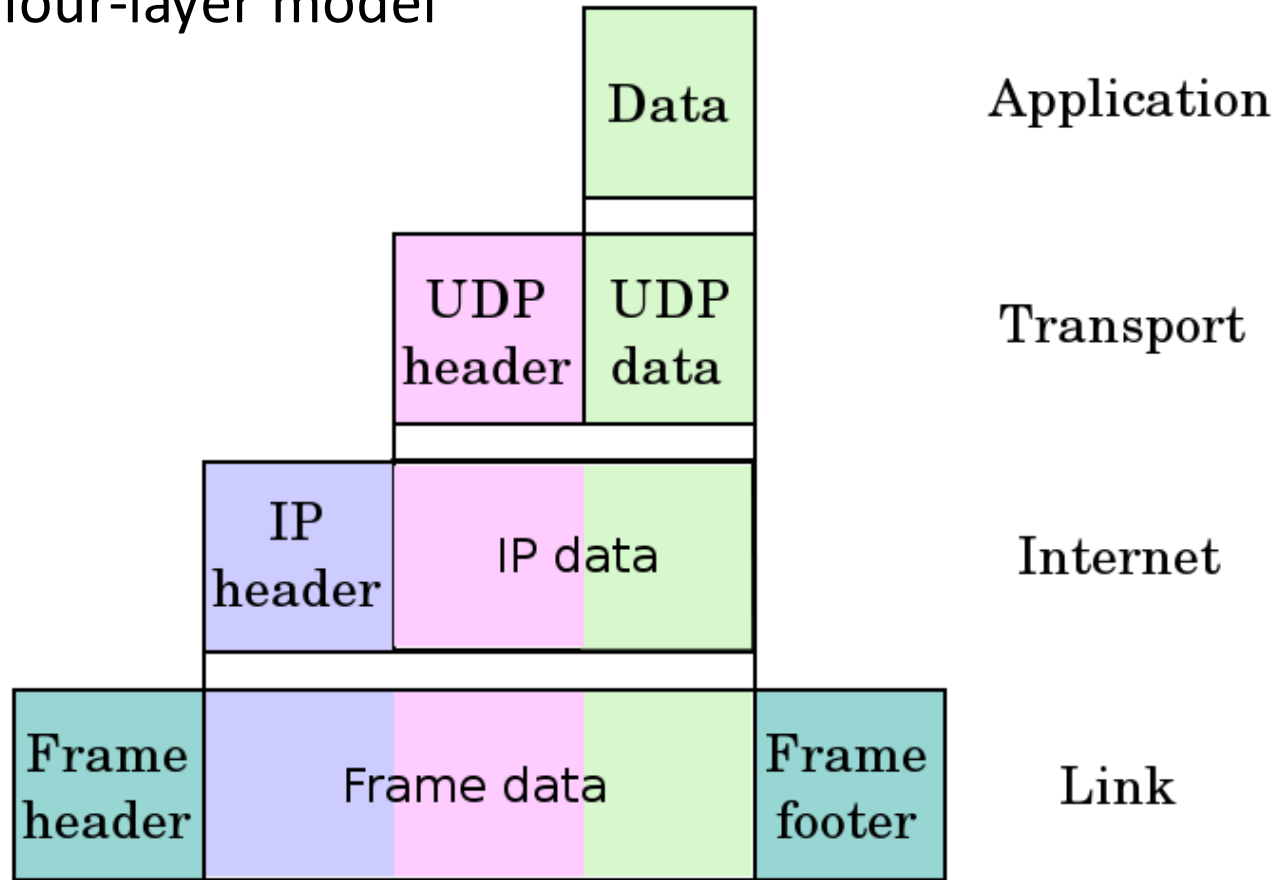 four-layer model
Data
Application
UDP
header
UDP
data
Transport
IP
header
IP data
Internet
Frame
header
Frame data
Frame
footer
Link